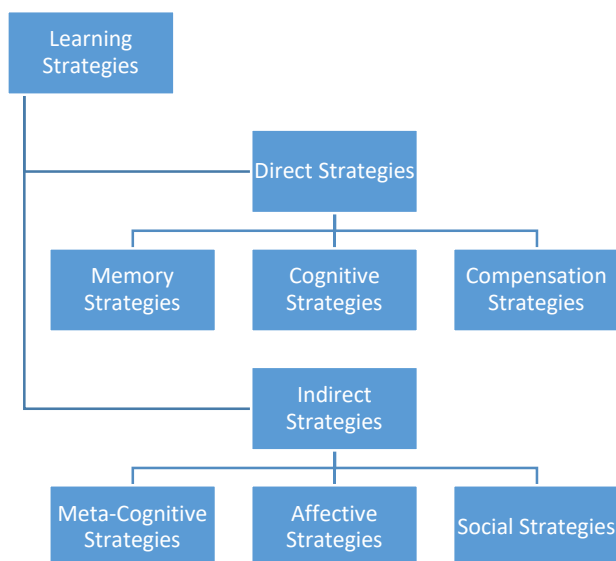 Learning
Strategies
Direct Strategies
Memory
Strategies
Cognitive
Strategies
Compensation
Strategies
Indirect
Strategies
Meta-Cognitive
Strategies
Affective
Strategies
Social Strategies